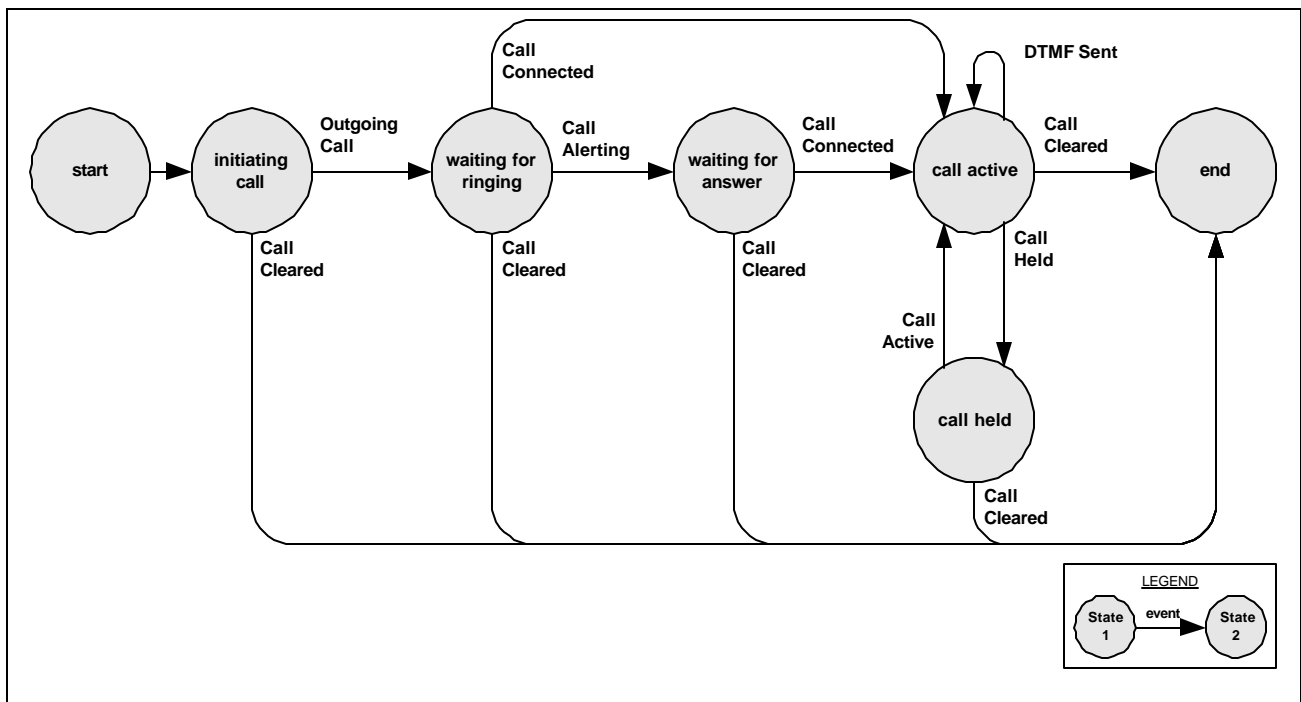 Call
Connected
DTMF Sent
start
initiating
call
Outgoing
Call
waiting for
ringing
Call
Alerting
waiting for
answer
Call
Connected
call active
Call
Cleared
end
Call
Cleared
Call
Cleared
Call
Cleared
Call
Held
Call
Active
call held
Call
Cleared
LEGEND
State
1
event
State
2